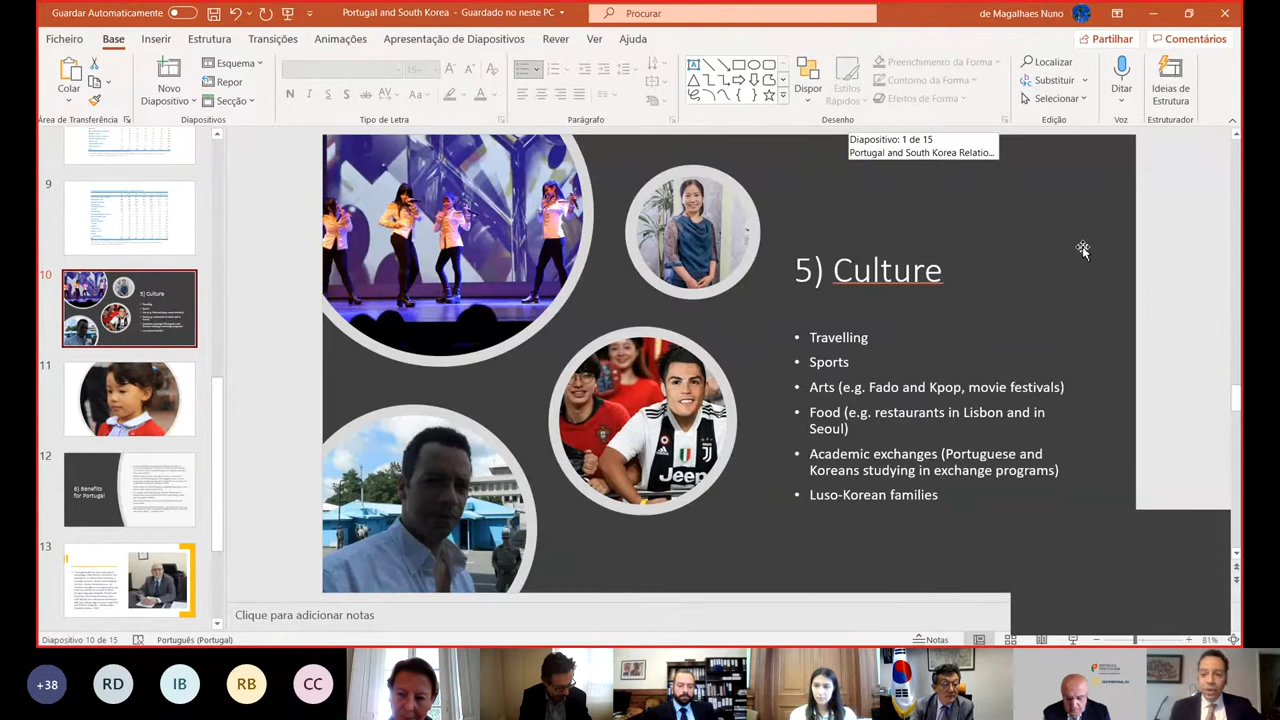 Guardar Automaticamente
Portugal and South Korea - Guardado no neste PC
Procurar
de Magalhaes Nuno
Ficheiro
Base
Inserir
Estrutura
Transições
Animações
Apresentação de Diapositivos
Rever
Ver
Ajuda
Partilhar
Comentários
Colar
Novo
Diapositivo
Esquema
Repor
Secção
N
I
S
ab
AV
Aa
A
Dispor
Estilos
Rápidos
Preenchimento da Forma
Contorno da Forma
Efeitos de Forma
Localizar
Substituir
Selecionar
Ditar
Ideias de
Estrutura
Área de Transferência
Diapositivos
Tipo de Letra
Parágrafo
Desenho
Edição
Voz
Estruturador
Diapositivo: 1 de 15
Portugal and South Korea Relatio...
9
10
5) Culture
11
12
6) Benefits
for Portugal
13
5) Culture
• Travelling
• Sports
• Arts (e.g. Fado and Kpop, movie festivals)
• Food (e.g. restaurants in Lisbon and in
Seoul)
• Academic exchanges (Portuguese and
Koreans studying in exchange programs)
• Luso-Korean families
Jeep
Clique para adicionar notas
Diapositivo 10 de 15
Português (Portugal)
Notas
81%
+38
RD
IB
RB
CC